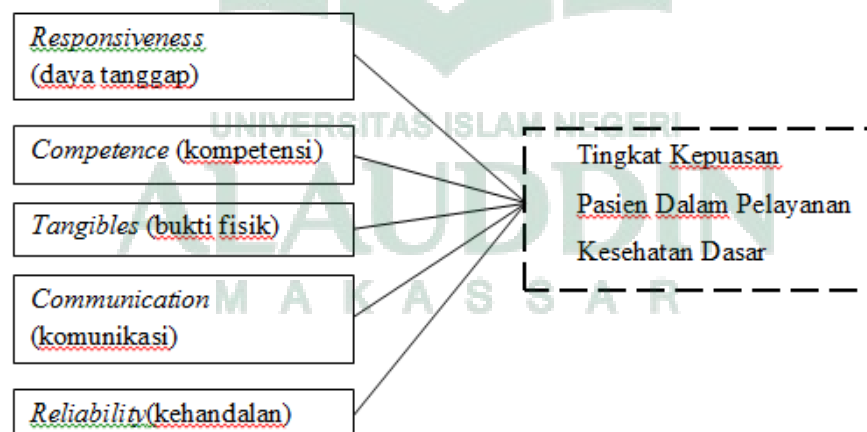 Responsiveness
(daya tanggap)
UNIVERSITAS ISLAM NEGERI
Competence (kompetensi)
Tingkat Kepuasan
Pasien Dalam Pelayanan
Kesehatan Dasar
ALAUDDIN
Tangibles (bukti fisik)
Communication
(komunikasi)
MAKASSAR
Reliability(kehandalan)